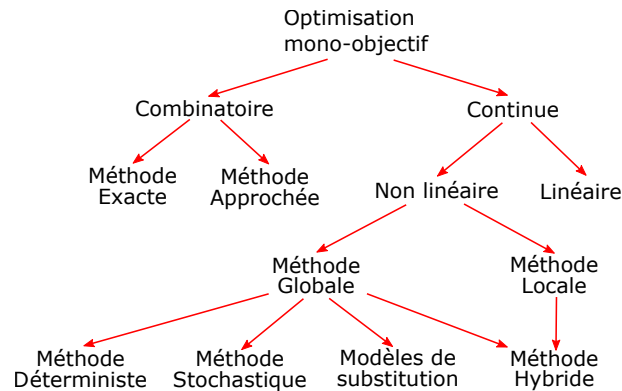 Optimisation
mono-objectif
Combinatoire
Continue
Méthode
Exacte
Méthode
Approchée
Non linéaire
Linéaire
Méthode
Globale
Méthode
Locale
Méthode
Déterministe
Méthode
Stochastique
Modèles de
substitution
Méthode
Hybride